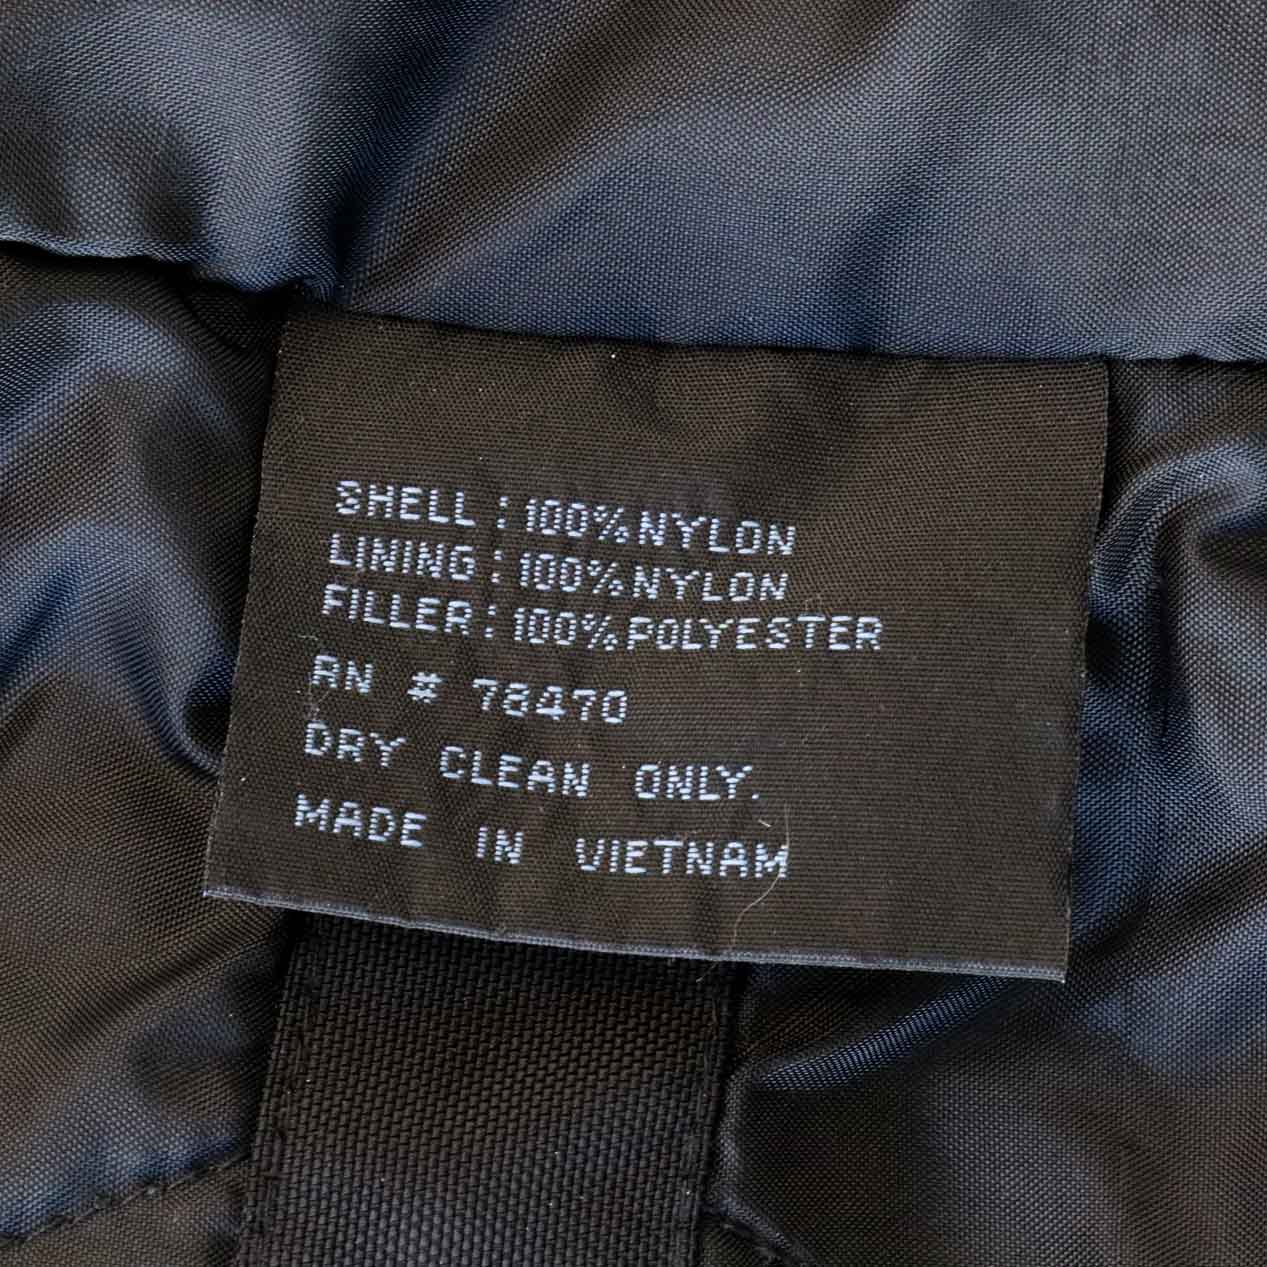 SHELL : 100% NYLON
LINING : 100% NYLON
FILLER : 100% POLYESTER
RN # 78470
DRY CLEAN ONLY.
MADE IN VIETNAM